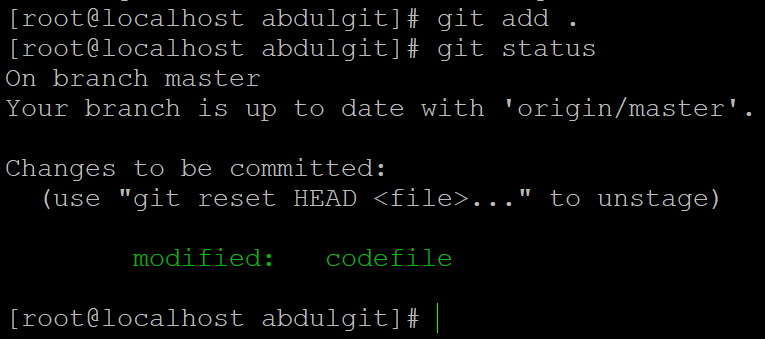 [root@localhost abdulgit]# git add .
[root@localhost abdulgit]# git status
On branch master
Your branch is up to date with 'origin/master'.
Changes to be committed:
(use "git reset HEAD <file>..." to unstage)
modified: codefile
[root@localhost abdulgit]#